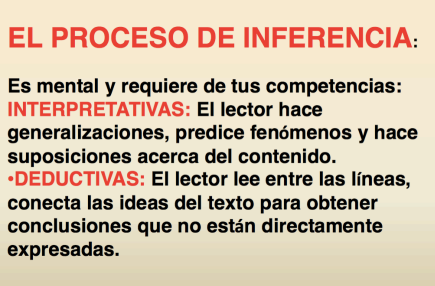 EL PROCESO DE INFERENCIA:
Es mental y requiere de tus competencias:
INTERPRETATIVAS: El lector hace
generalizaciones, predice fenómenos y hace
suposiciones acerca del contenido.
•DEDUCTIVAS: El lector lee entre las líneas,
conecta las ideas del texto para obtener
conclusiones que no están directamente
expresadas.